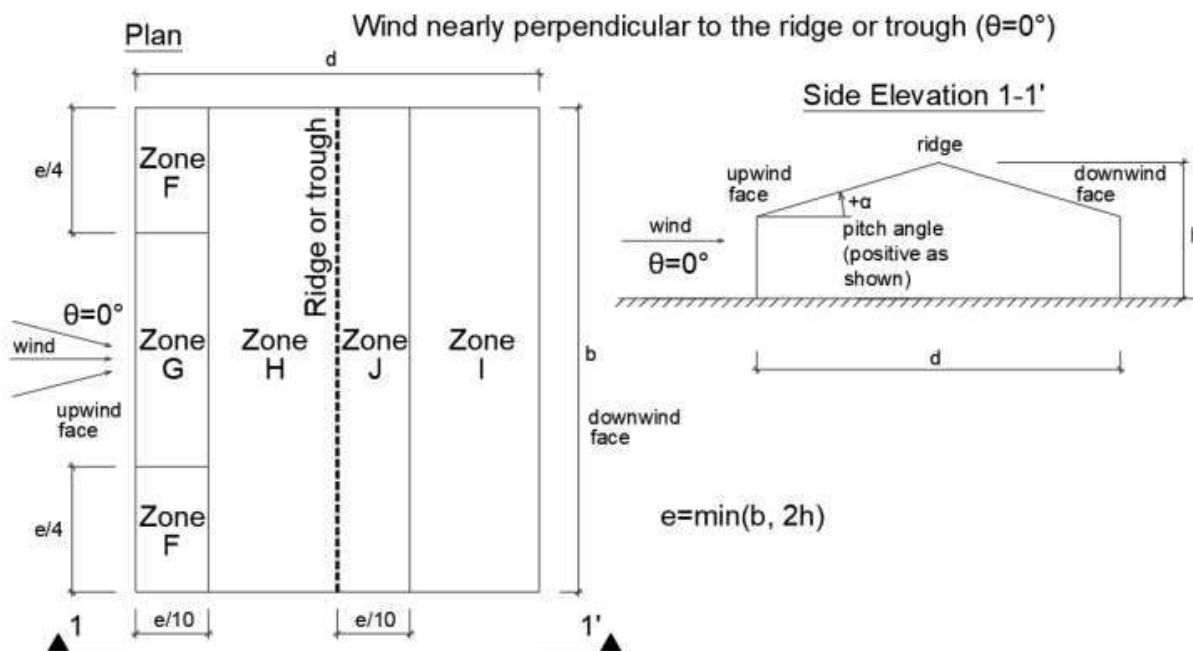 Plan
Wind nearly perpendicular to the ridge or trough (θ=0°)
d
e/4
Zone
F
Ridge or trough
θ=0°
wind
upwind
face
Zone
G
Zone
H
Zone
J
Zone
I
b
downwind
face
e/4
Zone
F
e/10
e/10
1
1'
Side Elevation 1-1'
ridge
upwind
face
downwind
face
+α
wind
θ=0°
pitch angle
(positive as
shown)
d
e=min(b, 2h)